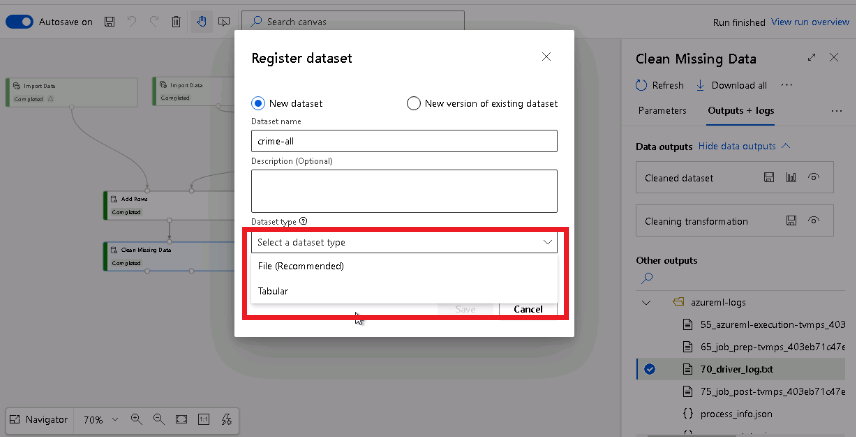 Autosave on
Search canvas
Run finished View run overview
Import Data
Completed
Import Data
Completed
Add Rows
Completed
Clean Missing Data
Completed
Navigator
70%
1:1
Register dataset
New dataset
New version of existing dataset
Dataset name
crime-all
Description (Optional)
Dataset type
Select a dataset type
File (Recommended)
Tabular
Save
Cancel
Clean Missing Data
Refresh
Download all
Parameters
Outputs + logs
Data outputs
Hide data outputs
Cleaned dataset
Cleaning transformation
Other outputs
azureml-logs
55_azureml-execution-tvmps_403
65_job_prep-tvmps_403eb71c47e
70_driver_log.txt
75_job_post-tvmps_403eb71c47e
process_info.json